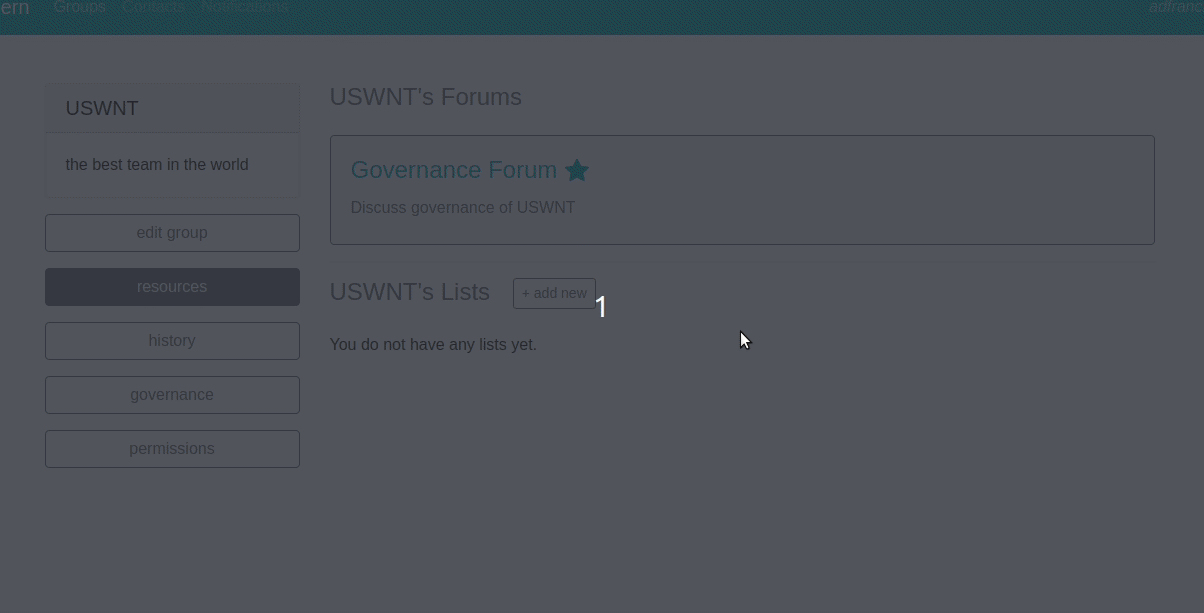 ern Groups Contacts Notifications adfranc
USWNT
the best team in the world
edit group
resources
history
governance
permissions
USWNT's Forums
Governance Forum
Discuss governance of USWNT
USWNT's Lists + add new
1
You do not have any lists yet.